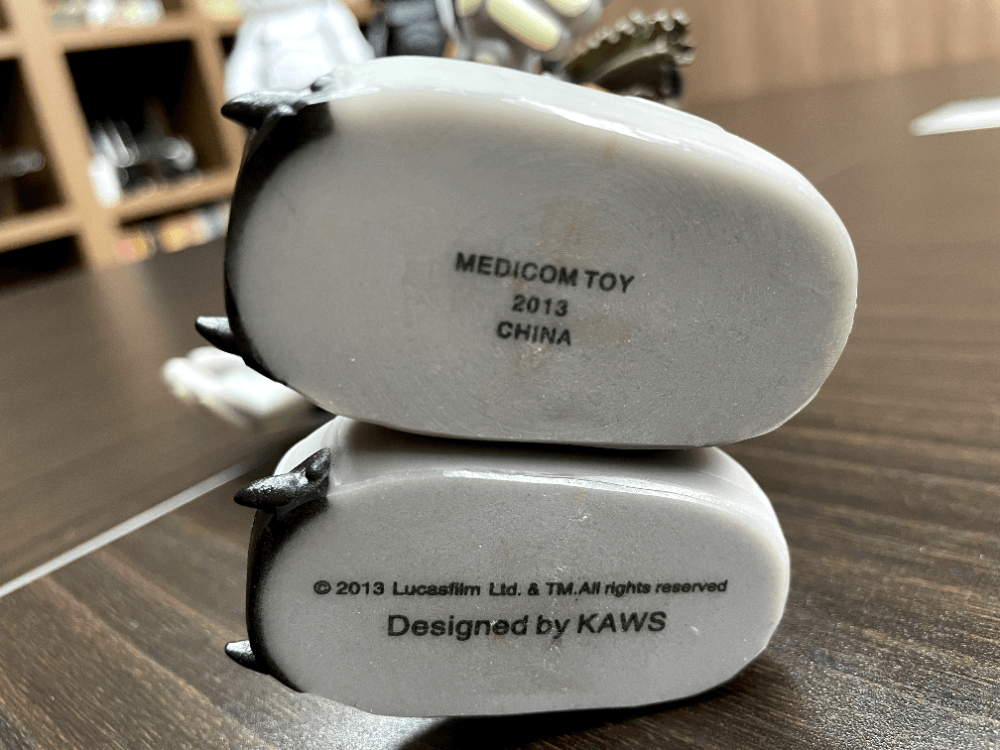 MEDICOM TOY
2013
CHINA
© 2013 Lucasfilm Ltd. & TM.All rights reserved
Designed by KAWS